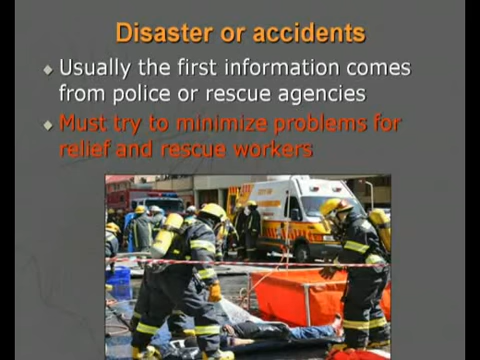 Disaster or accidents
Usually the first information comes
from police or rescue agencies
Must try to minimize problems for
relief and rescue workers